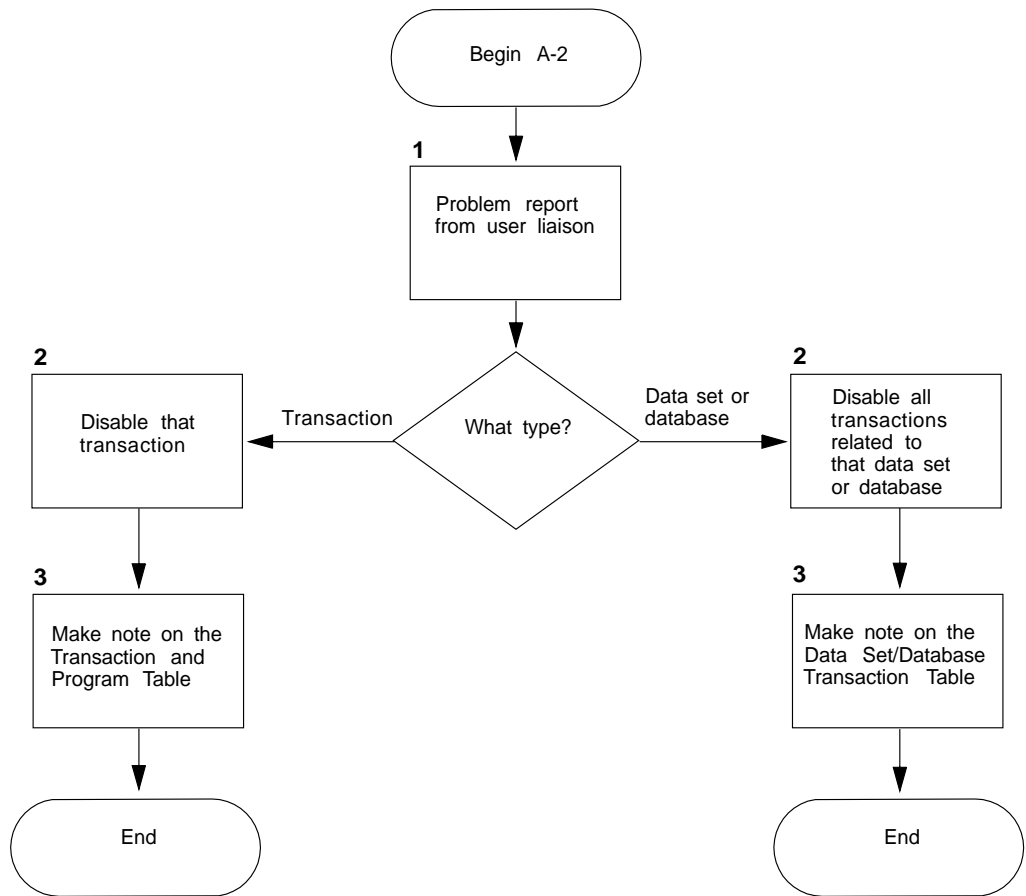 Begin A-2
1
Problem report
from user liaison
What type?
Transaction
2
Disable that
transaction
3
Make note on the
Transaction and
Program Table
End
Data set or
database
2
Disable all
transactions
related to
that data set
or database
3
Make note on the
Data Set/Database
Transaction Table
End